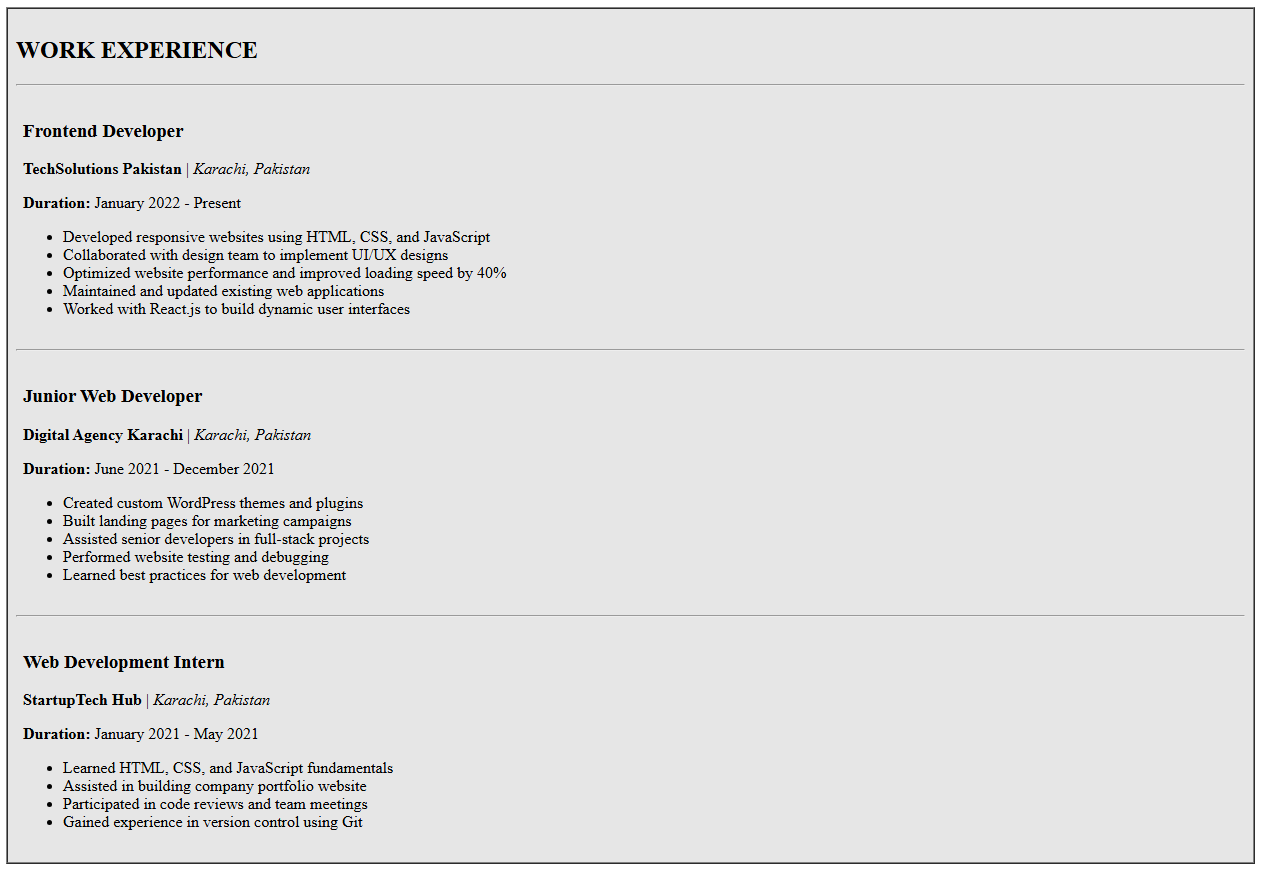 WORK EXPERIENCE
Frontend Developer
TechSolutions Pakistan | Karachi, Pakistan
Duration: January 2022 - Present
• Developed responsive websites using HTML, CSS, and JavaScript
• Collaborated with design team to implement UI/UX designs
• Optimized website performance and improved loading speed by 40%
• Maintained and updated existing web applications
• Worked with React.js to build dynamic user interfaces
Junior Web Developer
Digital Agency Karachi | Karachi, Pakistan
Duration: June 2021 - December 2021
• Created custom WordPress themes and plugins
• Built landing pages for marketing campaigns
• Assisted senior developers in full-stack projects
• Performed website testing and debugging
• Learned best practices for web development
Web Development Intern
StartupTech Hub | Karachi, Pakistan
Duration: January 2021 - May 2021
• Learned HTML, CSS, and JavaScript fundamentals
• Assisted in building company portfolio website
• Participated in code reviews and team meetings
• Gained experience in version control using Git